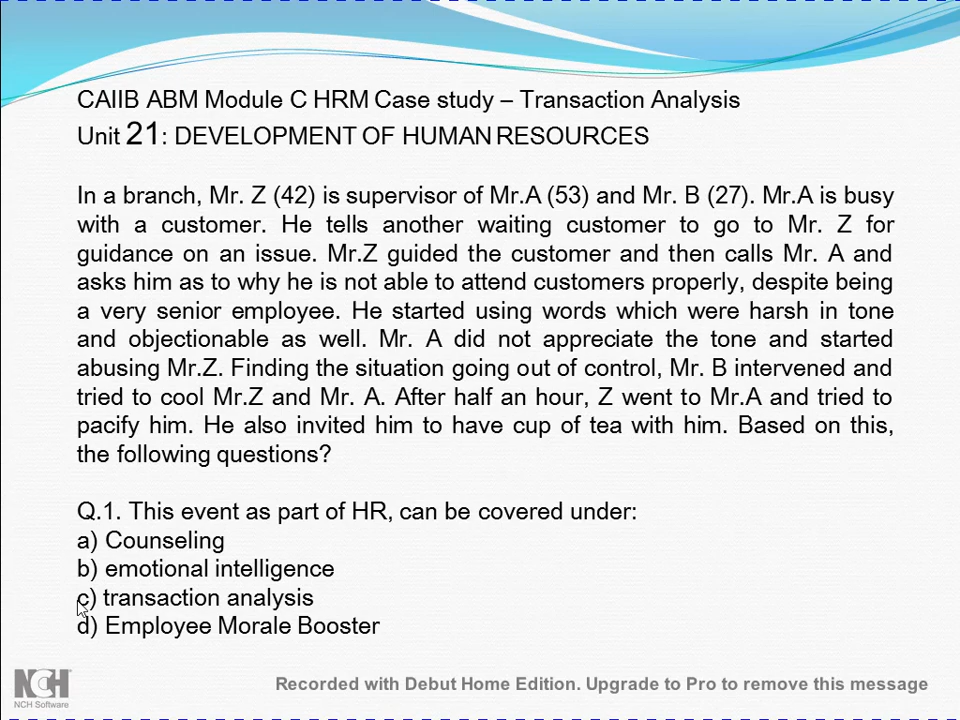 CAIIB ABM Module C HRM Case study – Transaction Analysis
Unit 21: DEVELOPMENT OF HUMAN RESOURCES
In a branch, Mr. Z (42) is supervisor of Mr.A (53) and Mr. B (27). Mr.A is busy
with a customer. He tells another waiting customer to go to Mr. Z for
guidance on an issue. Mr.Z guided the customer and then calls Mr. A and
asks him as to why he is not able to attend customers properly, despite being
a very senior employee. He started using words which were harsh in tone
and objectionable as well. Mr. A did not appreciate the tone and started
abusing Mr.Z. Finding the situation going out of control, Mr. B intervened and
tried to cool Mr.Z and Mr. A. After half an hour, Z went to Mr.A and tried to
pacify him. He also invited him to have cup of tea with him. Based on this,
the following questions?
Q.1. This event as part of HR, can be covered under:
a) Counseling
b) emotional intelligence
c) transaction analysis
d) Employee Morale Booster
NCH
NCH Software
Recorded with Debut Home Edition. Upgrade to Pro to remove this message